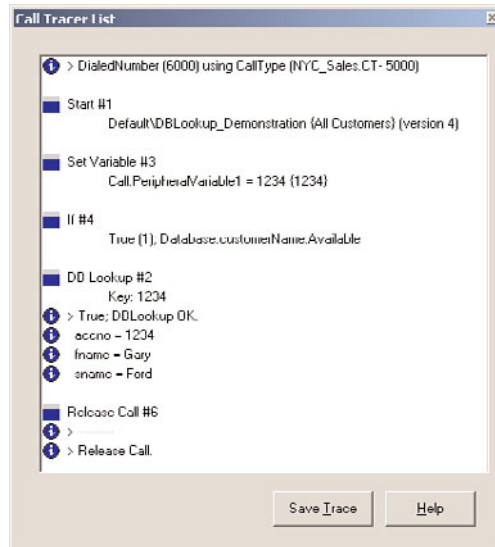 Call Tracer List
> DialedNumber (6000) using CallType (NYC_Sales.CT- 5000)
Start #1
Default\DBLookup_Demonstration {All Customers} (version 4)
Set Variable #3
Call.PeripheralVariable1 = 1234 {1234}
If #4
True (1), Database.customerName.Available
DB Lookup #2
Key: 1234
> True; DBLookup OK.
accno = 1234
fname = Gary
sname = Ford
Release Call #6
> --------
> Release Call.
Save Trace
Help